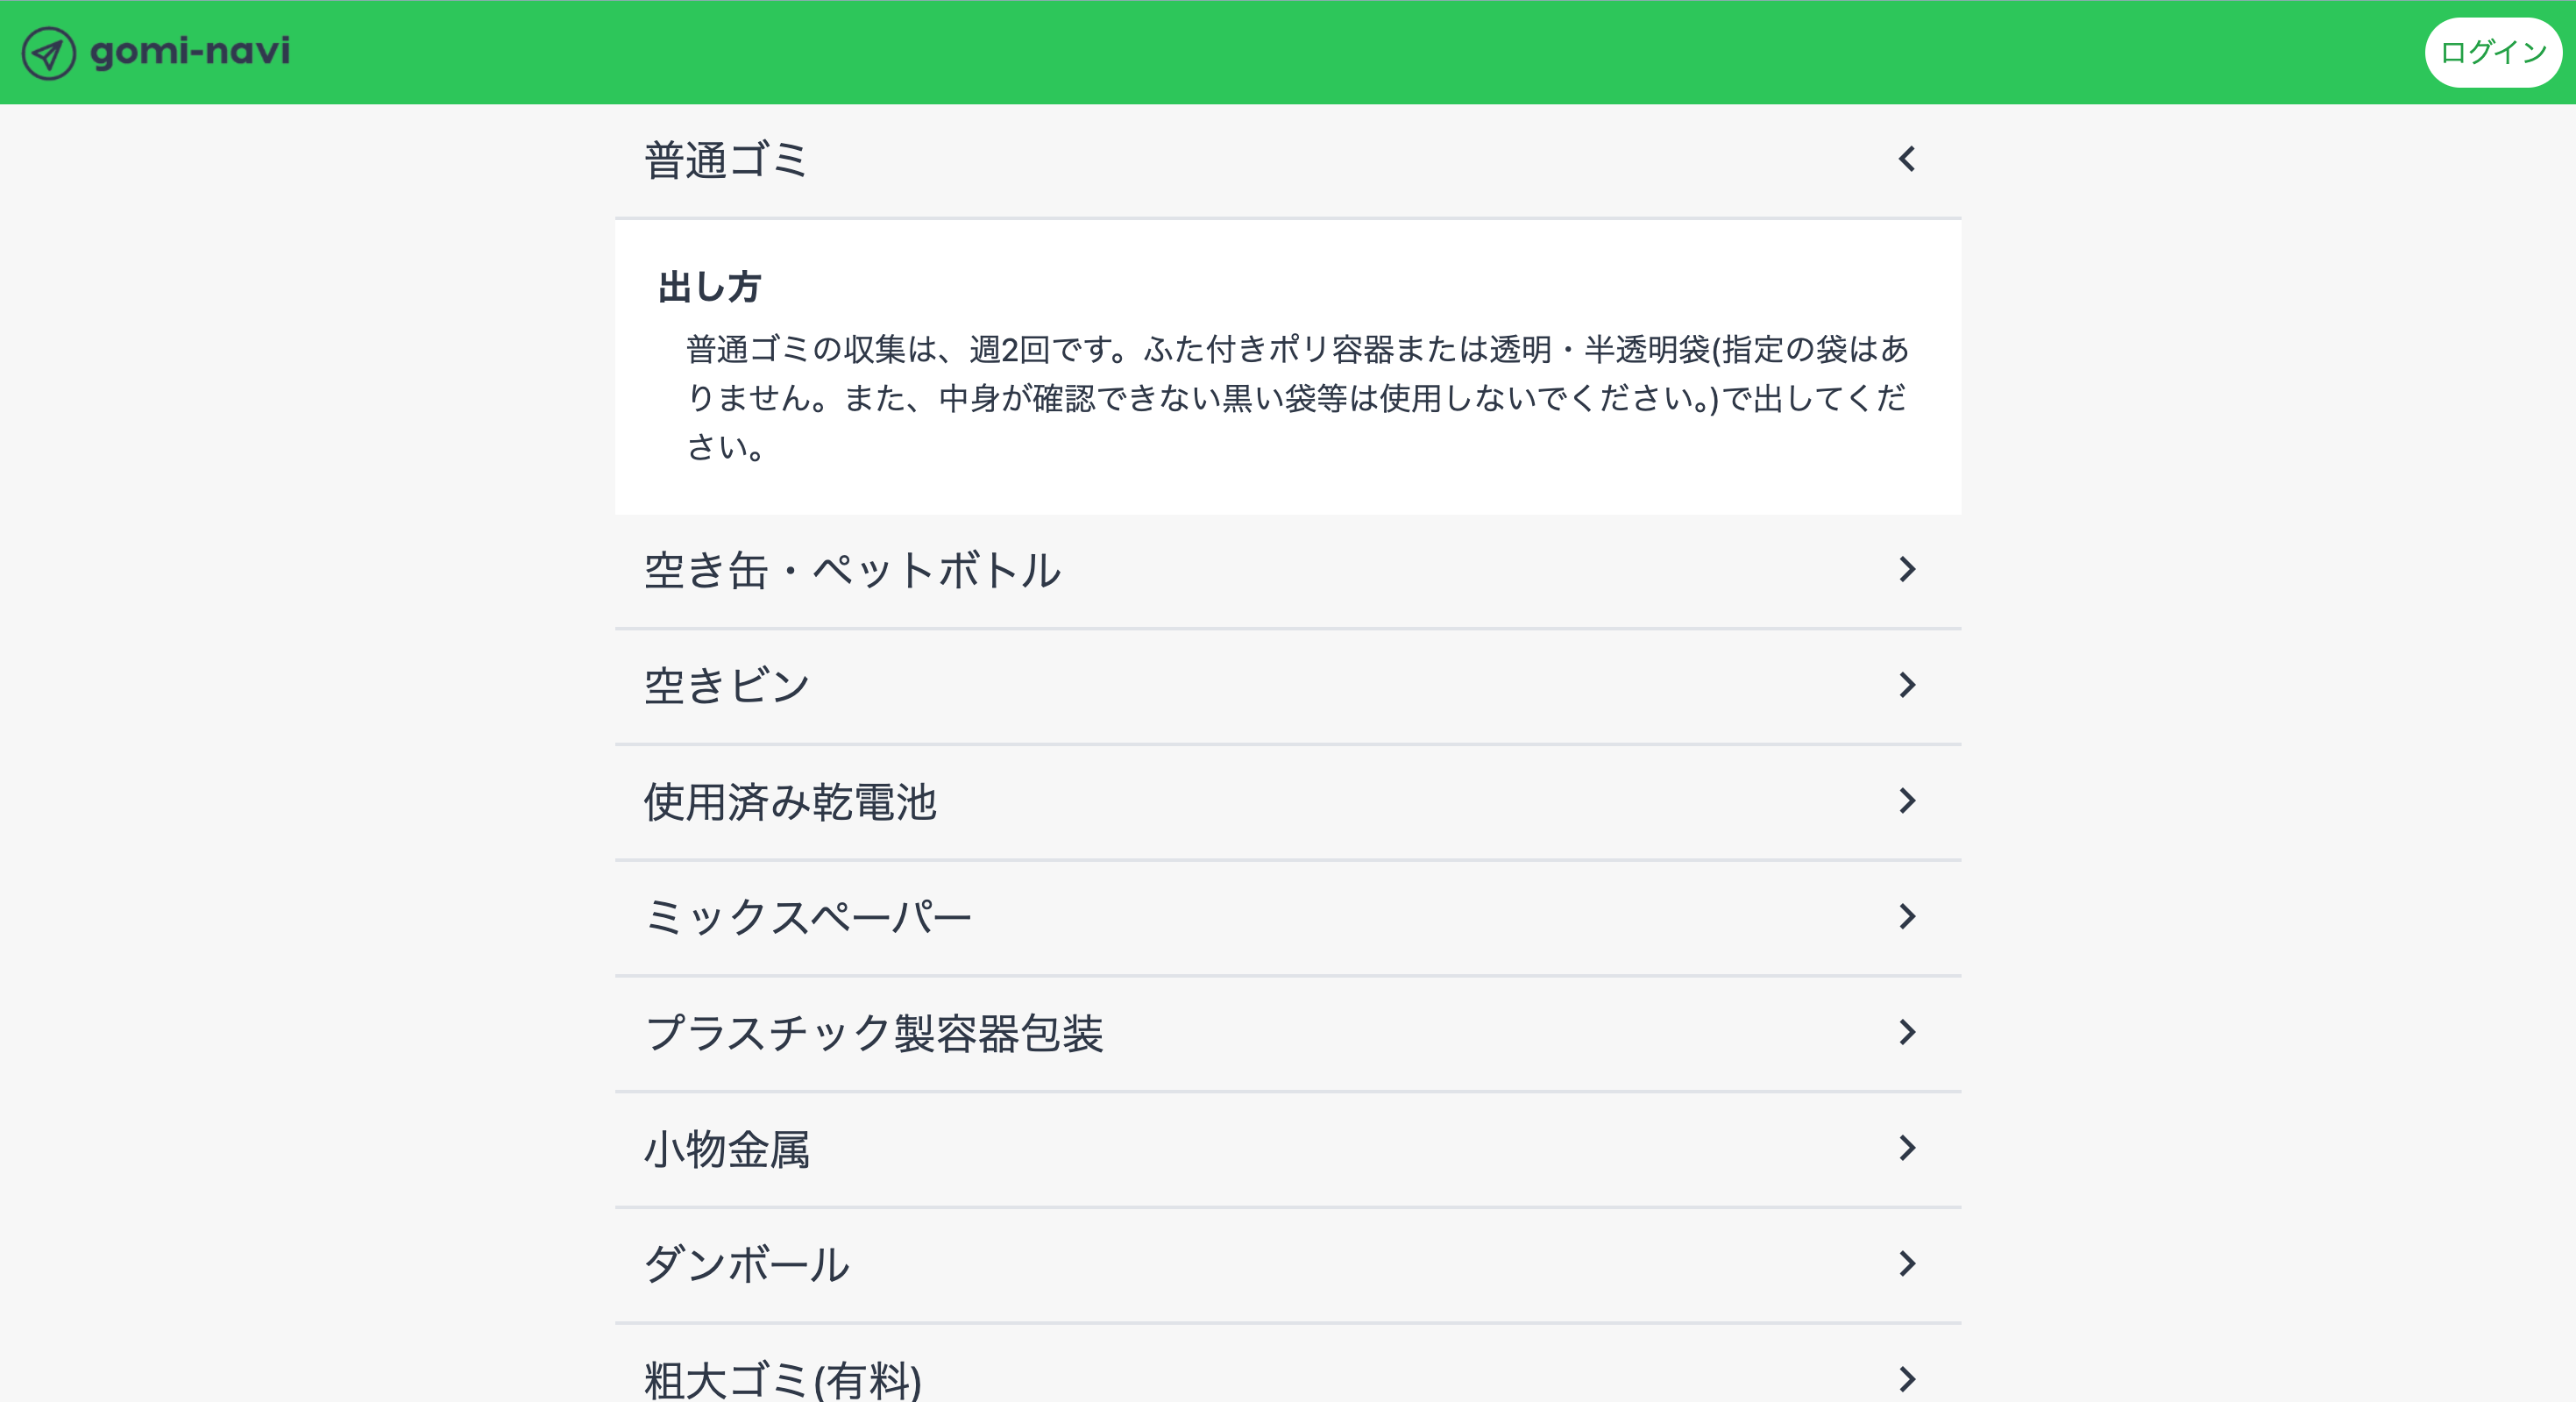 gomi-navi
ログイン
普通ゴミ
出し方
普通ゴミの収集は、週2回です。ふた付きポリ容器または透明・半透明袋(指定の袋はあ
りません。また、中身が確認できない黒い袋等は使用しないでください。)で出してくだ
さい。
空き缶・ペットボトル
空きビン
使用済み乾電池
ミックスペーパー
プラスチック製容器包装
小物金属
ダンボール
粗大ゴミ(有料)